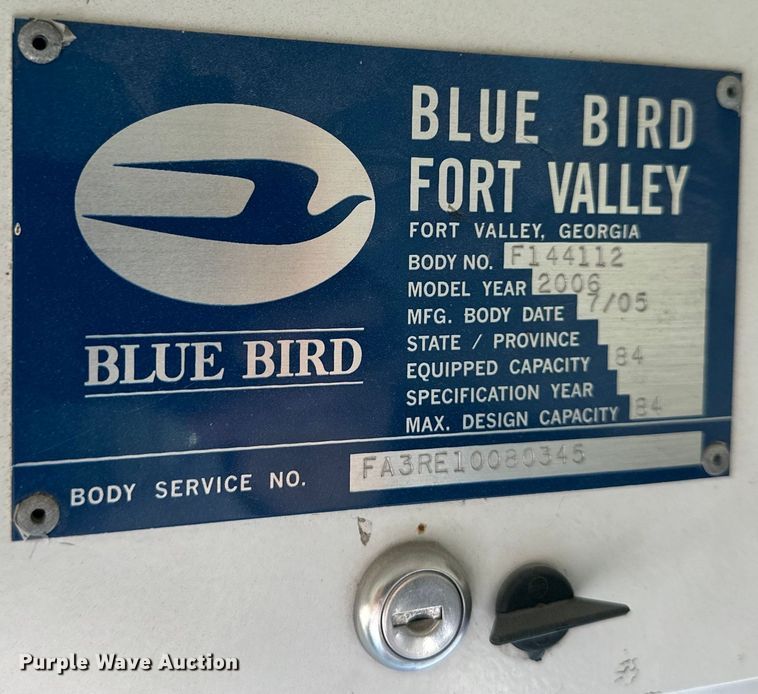 BLUE BIRD
BLUE BIRD
FORT VALLEY
FORT VALLEY, GEORGIA
BODY NO. F144112
MODEL YEAR 2006
MFG. BODY DATE 7/05
STATE / PROVINCE
EQUIPPED CAPACITY 84
SPECIFICATION YEAR
MAX. DESIGN CAPACITY 84
BODY SERVICE NO. FA3RE10080345
Purple Wave Auction